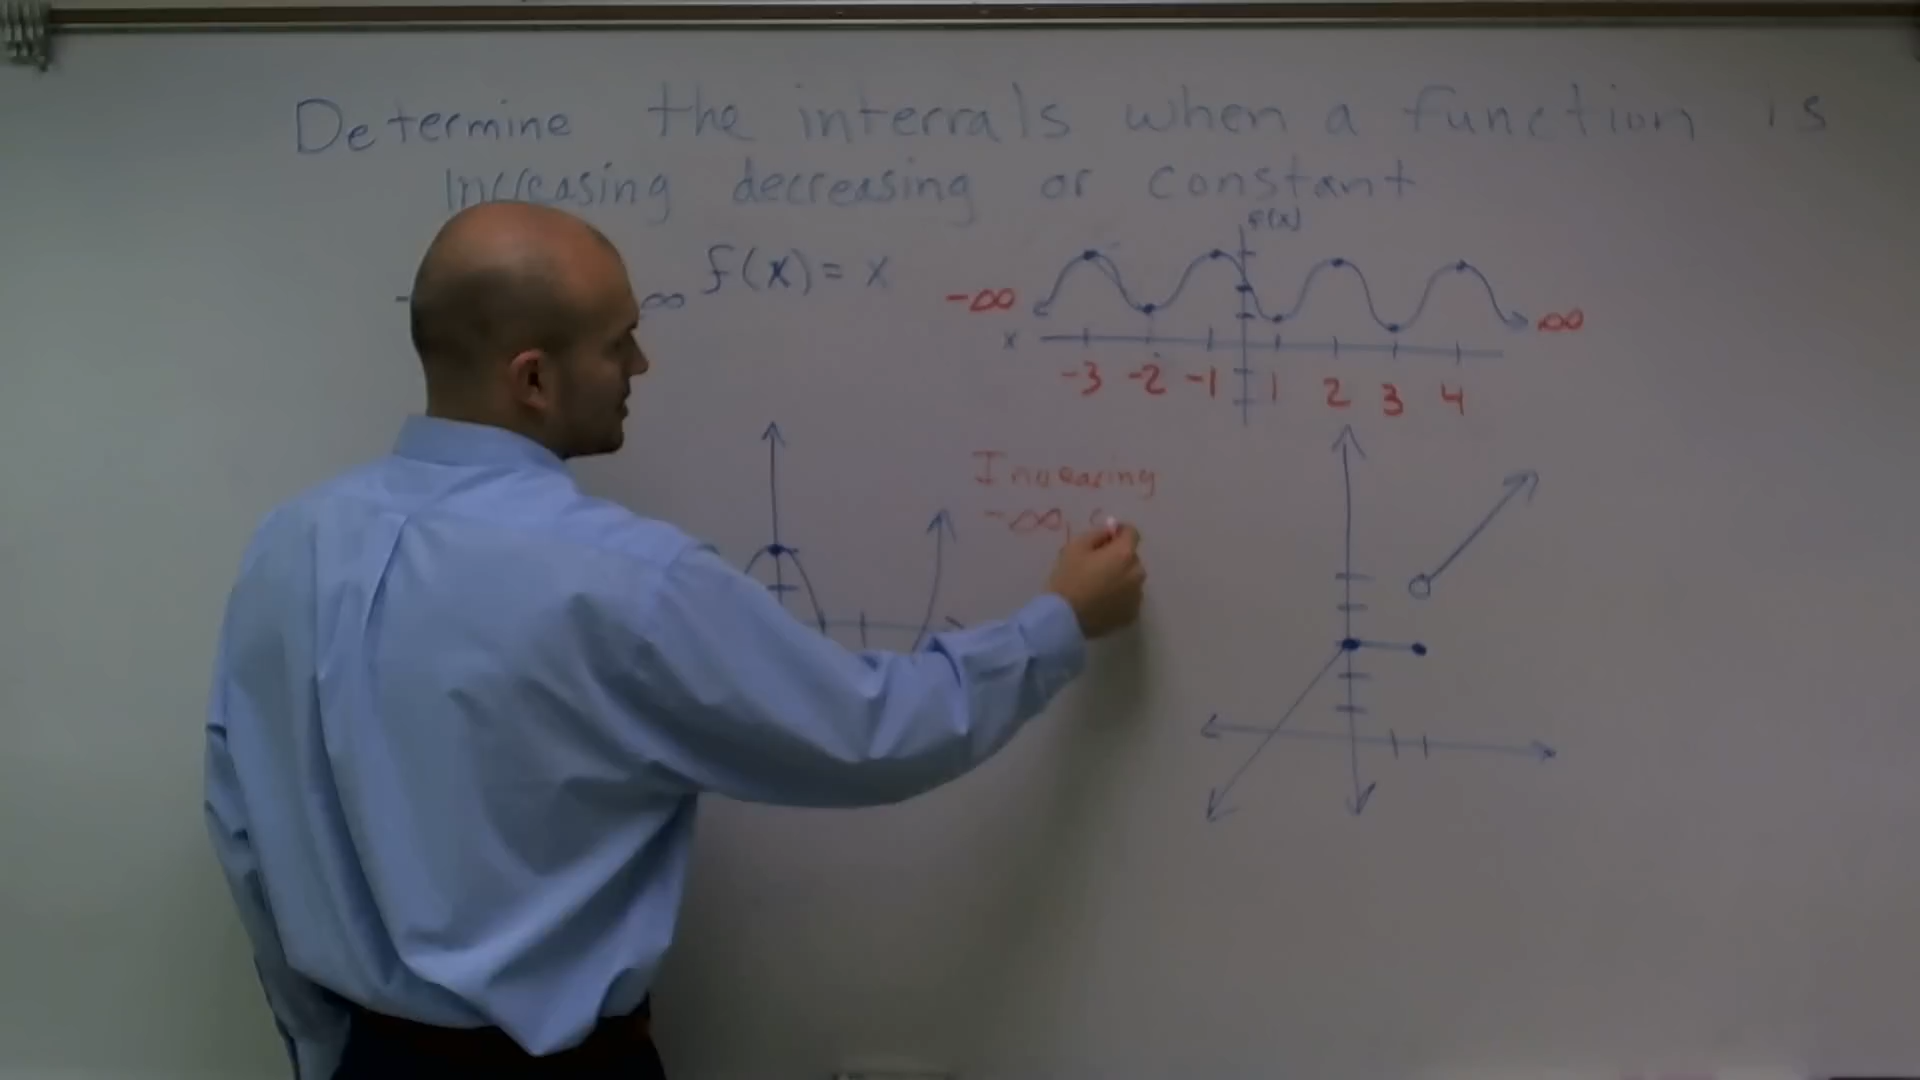 Determine the intervals when a function is
increasing decreasing or constant
f(x)
f(x) = x
∞
-∞
∞
x
-3 -2 -1 1 2 3 4
Increasing
-∞,